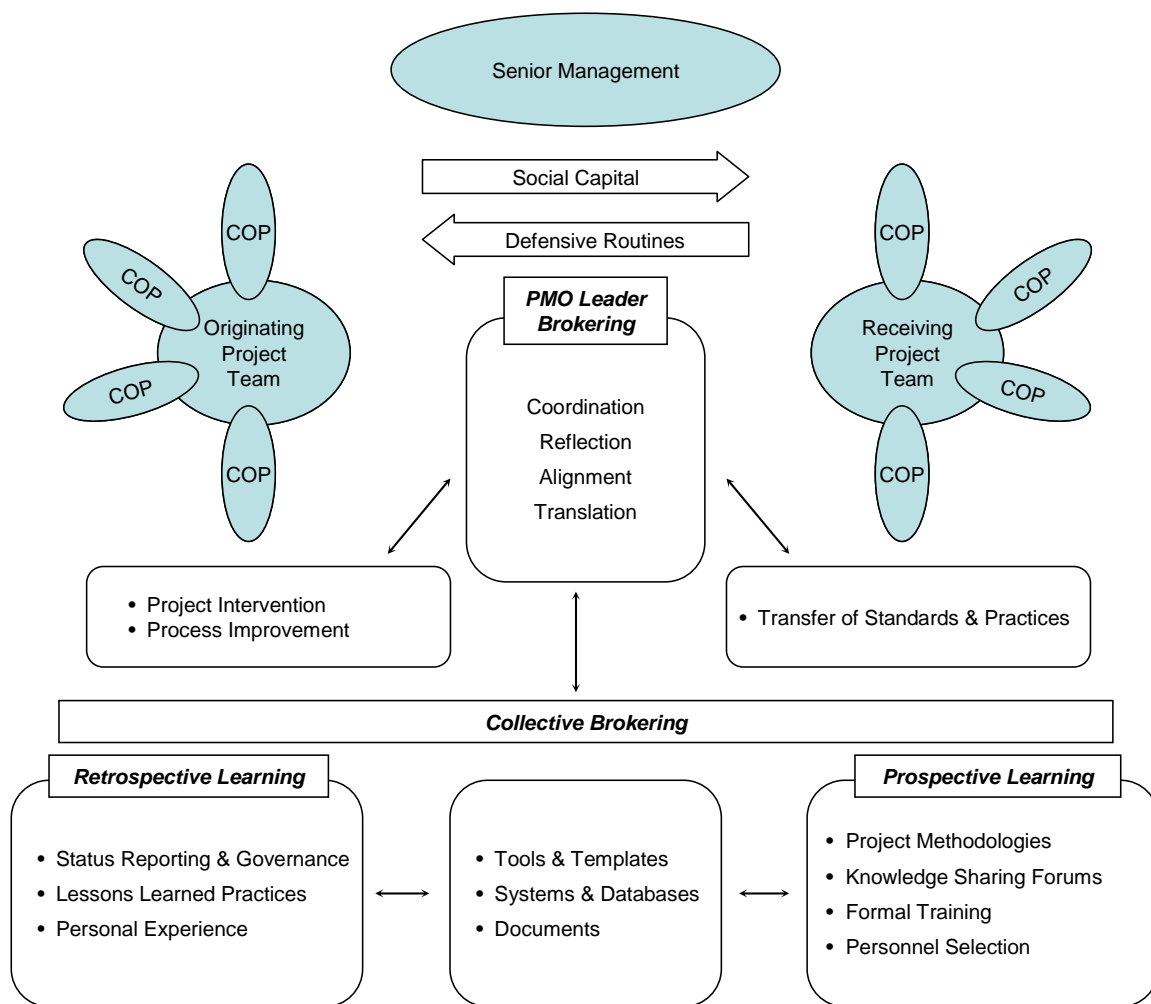 Senior Management
Social Capital
Defensive Routines
COP
COP
COP
COP
Originating
Project
Team
PMO Leader
Brokering
Coordination
Reflection
Alignment
Translation
COP
COP
COP
COP
Receiving
Project
Team
• Project Intervention
• Process Improvement
• Transfer of Standards & Practices
Collective Brokering
Retrospective Learning
• Status Reporting & Governance
• Lessons Learned Practices
• Personal Experience
• Tools & Templates
• Systems & Databases
• Documents
Prospective Learning
• Project Methodologies
• Knowledge Sharing Forums
• Formal Training
• Personnel Selection